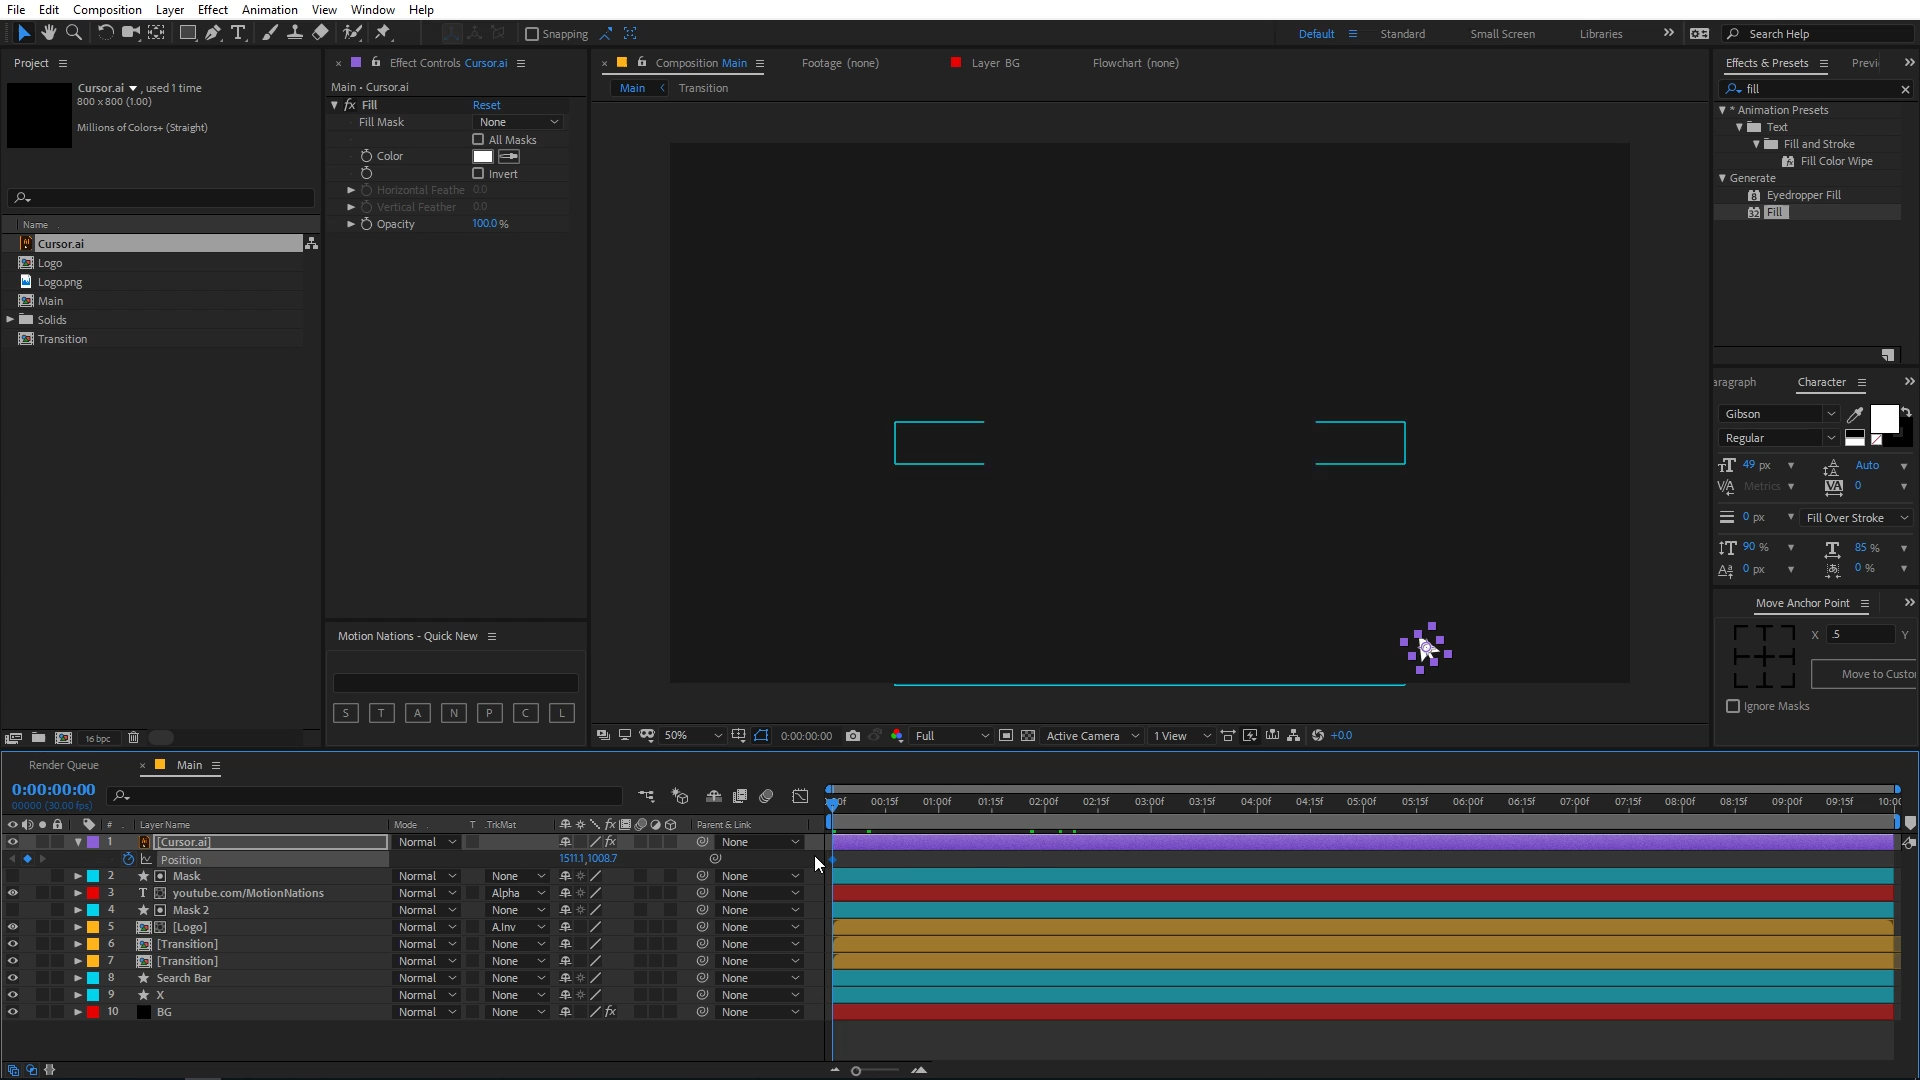 File Edit Composition Layer Effect Animation View Window Help
Snapping Default Standard Small Screen Libraries Search Help
Project
Cursor.ai , used 1 time
800 x 800 (1.00)
Millions of Colors+ (Straight)
Name
Cursor.ai
Logo
Logo.png
Main
Solids
Transition
16 bpc
Effect Controls Cursor.ai
Main • Cursor.ai
fx Fill Reset
Fill Mask None
All Masks
Color
Invert
Horizontal Feathe 0.0
Vertical Feather 0.0
Opacity 100.0 %
Motion Nations - Quick New
S T A N P C L
Composition Main Footage (none) Layer BG Flowchart (none)
Main Transition
50% 0:00:00:00 Full Active Camera 1 View +0.0
Effects & Presets Previ
fill
* Animation Presets
Text
Fill and Stroke
Fill Color Wipe
Generate
Eyedropper Fill
Fill
aragraph Character
Gibson
Regular
49 px Auto
Metrics 0
0 px Fill Over Stroke
90 % 85 %
0 px 0 %
Move Anchor Point
X .5 Y
Move to Custo
Ignore Masks
Render Queue Main
0:00:00:00
00000 (30.00 fps)
00:15f 01:00f 01:15f 02:00f 02:15f 03:00f 03:15f 04:00f 04:15f 05:00f 05:15f 06:00f 06:15f 07:00f 07:15f 08:00f 08:15f 09:00f 09:15f 10:00
# Layer Name Mode T .TrkMat Parent & Link
1 [Cursor.ai] Normal None
Position 1511.1,1008.7
2 Mask Normal None None
3 youtube.com/MotionNations Normal Alpha None
4 Mask 2 Normal None None
5 [Logo] Normal A.Inv None
6 [Transition] Normal None None
7 [Transition] Normal None None
8 Search Bar Normal None None
9 X Normal None None
10 BG Normal None None